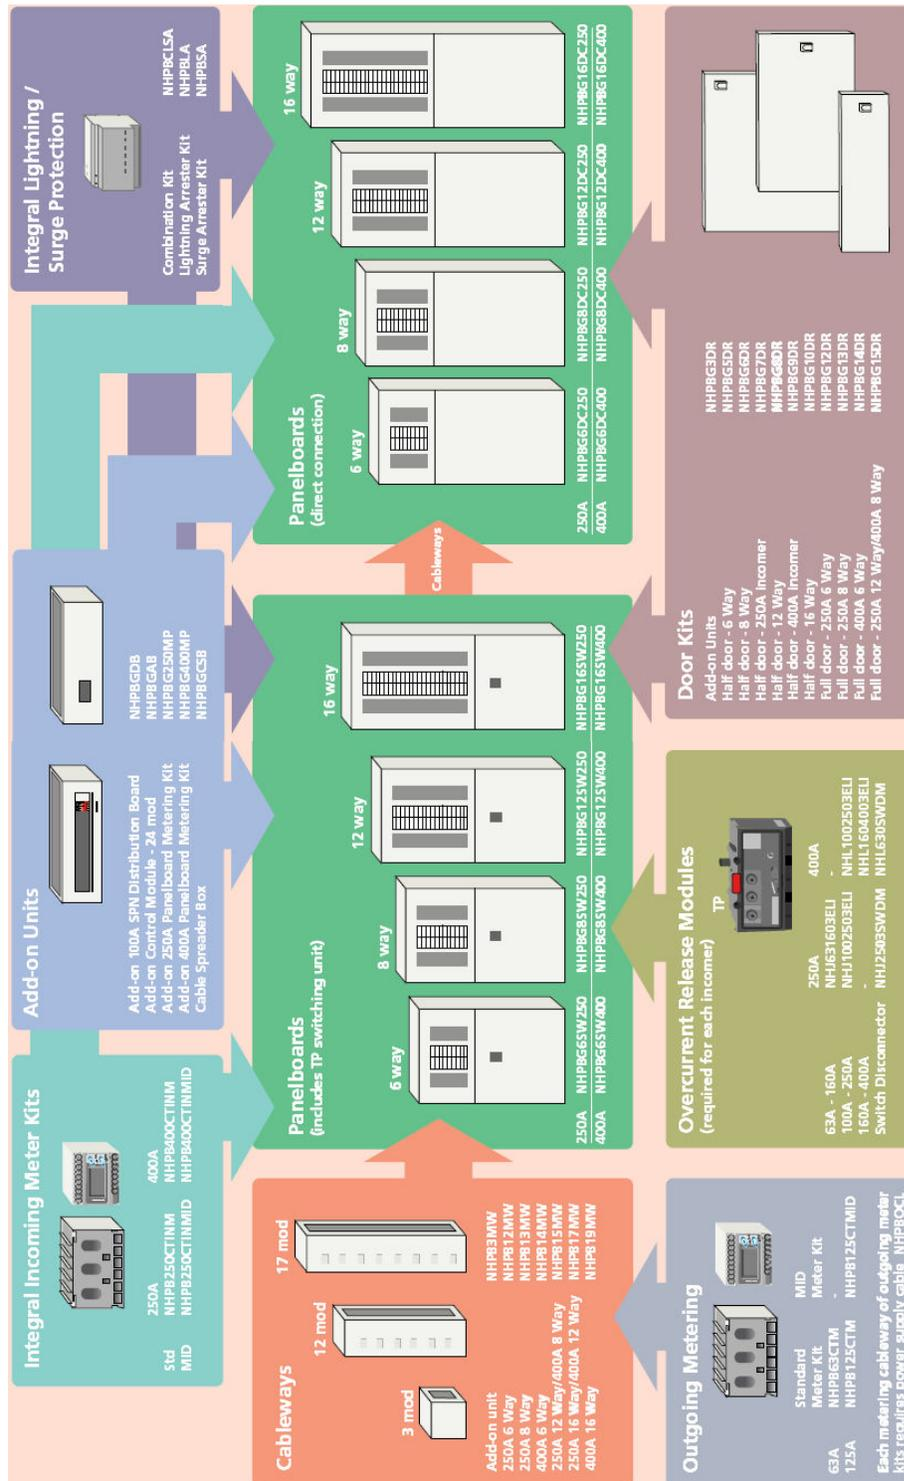 Integral Incoming Meter Kits
250A 400A
Std NHPB250CTINM NHPB400CTINM
MID NHPB250CTINMID NHPB400CTINMID
Add-on Units
Add-on 100A SPN Distribution Board NHPBGDB
Add-on Control Module - 24 mod NHPBGAB
Add-on 250A Panelboard Metering Kit NHPBG250MP
Add-on 400A Panelboard Metering Kit NHPBG400MP
Cable Spreader Box NHPBGCSB
Integral Lightning /
Surge Protection
Combination Kit NHPBCLSA
Lightning Arrester Kit NHPBLA
Surge Arrester Kit NHPBSA
Cableways
3 mod
12 mod
17 mod
Add-on unit NHPB3MW
250A 6 Way NHPB12MW
250A 8 Way NHPB13MW
400A 6 Way NHPB14MW
250A 12 Way/400A 8 Way NHPB15MW
250A 16 Way/400A 12 Way NHPB17MW
400A 16 Way NHPB19MW
Panelboards
(includes TP switching unit)
6 way
8 way
12 way
16 way
250A NHPBG6SW250 NHPBG8SW250 NHPBG12SW250 NHPBG16SW250
400A NHPBG6SW400 NHPBG8SW400 NHPBG12SW400 NHPBG16SW400
Cableways
Panelboards
(direct connection)
6 way
8 way
12 way
16 way
250A NHPBG6DC250 NHPBG8DC250 NHPBG12DC250 NHPBG16DC250
400A NHPBG6DC400 NHPBG8DC400 NHPBG12DC400 NHPBG16DC400
Outgoing Metering
Standard MID
Meter Kit Meter Kit
63A NHPB63CTM -
125A NHPB125CTM NHPB125CTMID
Each metering cableway of outgoing meter
kits requires power supply cable NHPBOCL
Overcurrent Release Modules
(required for each incomer)
TP
250A 400A
63A - 160A NHJ631603ELI -
100A - 250A NHJ1002503ELI NHL1002503ELI
160A - 400A - NHL1604003ELI
Switch Disconnector NHJ2503SWDM NHL630SWDM
Door Kits
Add-on Units NHPBG3DR
Half door - 6 Way NHPBG5DR
Half door - 8 Way NHPBG6DR
Half door - 250A incomer NHPBG7DR
Half door - 12 Way
Half door - 400A incomer NHPBG9DR
Half door - 16 Way NHPBG10DR
Full door - 250A 6 Way NHPBG12DR
Full door - 250A 8 Way NHPBG13DR
Full door - 400A 6 Way NHPBG14DR
Full door - 250A 12 Way/400A 8 Way NHPBG15DR